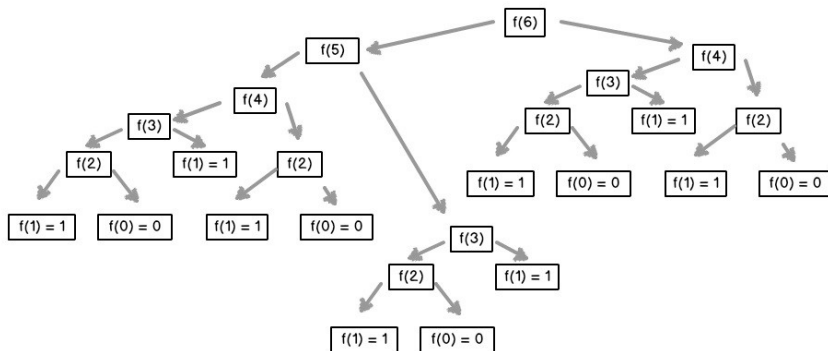 f(6)
f(5)
f(4)
f(4)
f(3)
f(3)
f(2)
f(1) = 1
f(2)
f(2)
f(1) = 1
f(2)
f(1) = 1
f(0) = 0
f(1) = 1
f(0) = 0
f(1) = 1
f(0) = 0
f(1) = 1
f(0) = 0
f(3)
f(2)
f(1) = 1
f(1) = 1
f(0) = 0